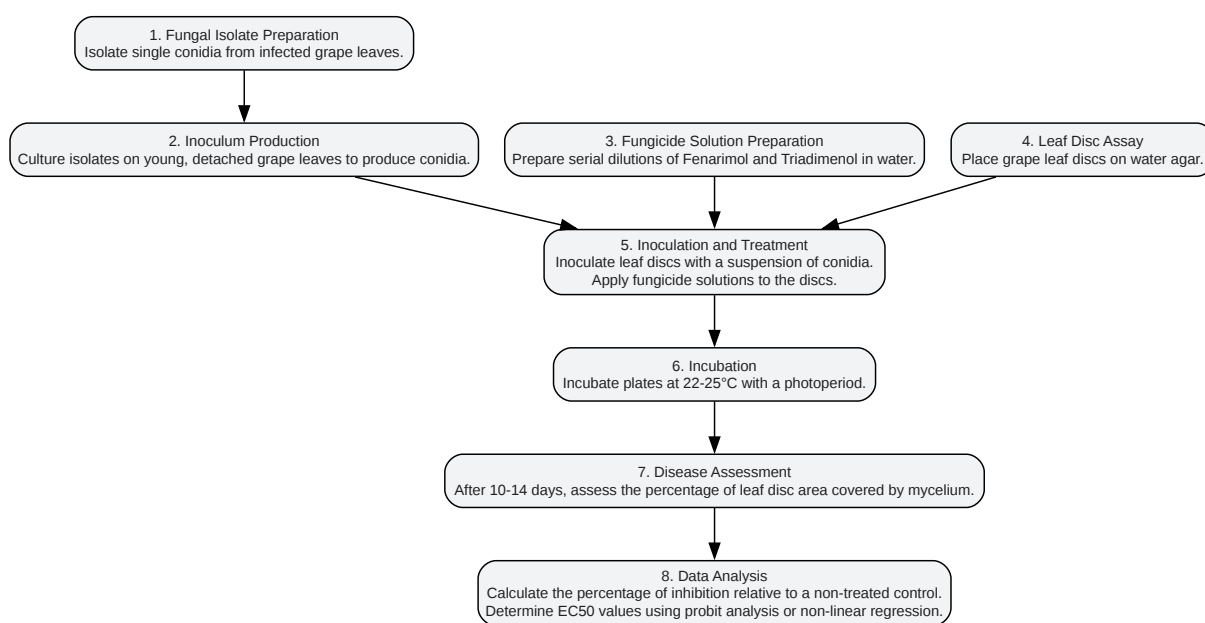 1. Fungal Isolate Preparation
Isolate single conidia from infected grape leaves.
2. Inoculum Production
Culture isolates on young, detached grape leaves to produce conidia.
3. Fungicide Solution Preparation
Prepare serial dilutions of Fenarimol and Triadimenol in water.
4. Leaf Disc Assay
Place grape leaf discs on water agar.
5. Inoculation and Treatment
Inoculate leaf discs with a suspension of conidia.
Apply fungicide solutions to the discs.
6. Incubation
Incubate plates at 22-25°C with a photoperiod.
7. Disease Assessment
After 10-14 days, assess the percentage of leaf disc area covered by mycelium.
8. Data Analysis
Calculate the percentage of inhibition relative to a non-treated control.
Determine EC50 values using probit analysis or non-linear regression.